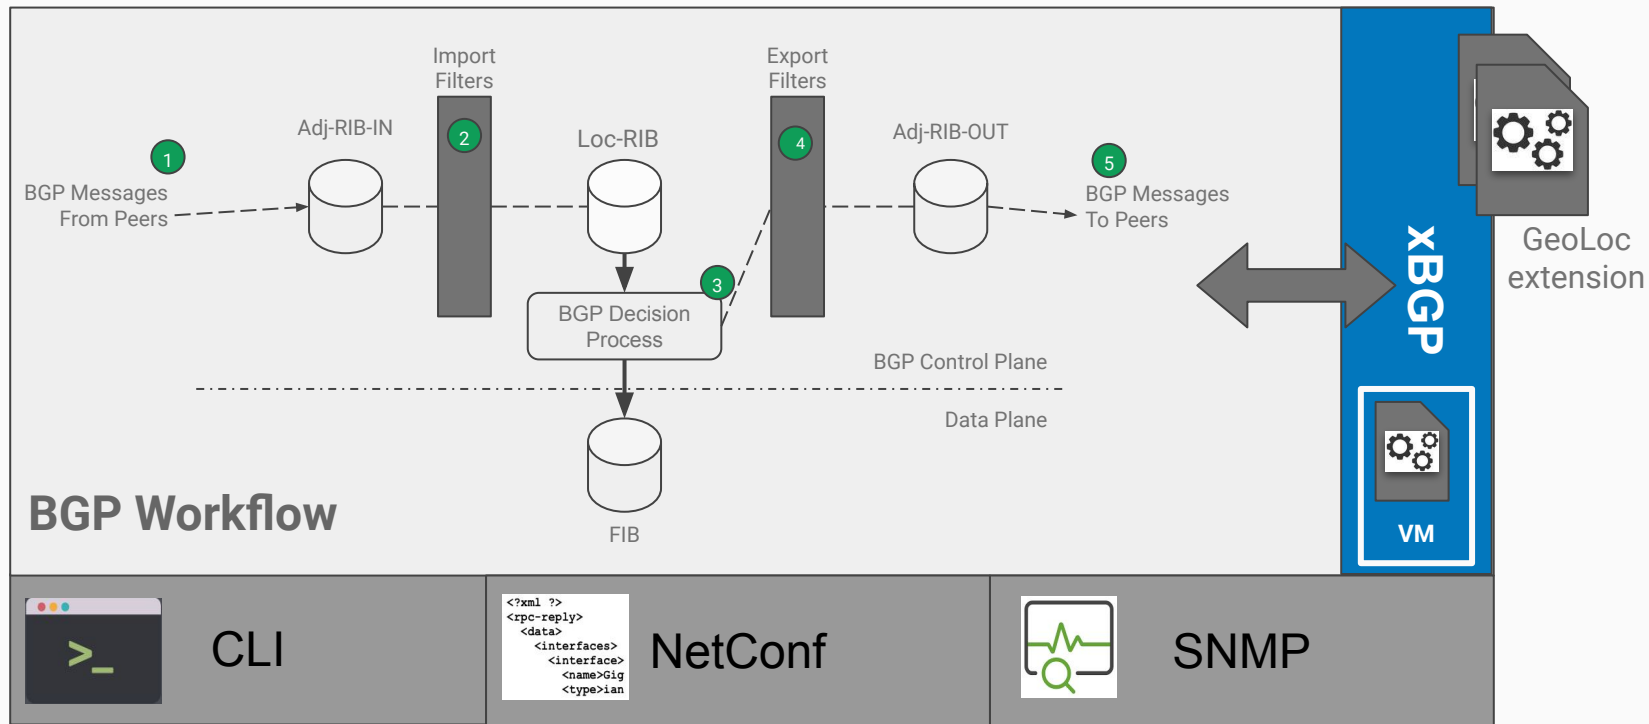 Import
Filters
Export
Filters
Adj-RIB-IN
2
Loc-RIB
4
Adj-RIB-OUT
1
5
BGP Messages
From Peers
BGP Messages
To Peers
3
BGP Decision
Process
BGP Control Plane
Data Plane
FIB
BGP Workflow
xBGP
VM
GeoLoc
extension
>_
CLI
<?xml ?>
<rpc-reply>
<data>
<interfaces>
<interface>
<name>Gig
<type>ian
NetConf
SNMP